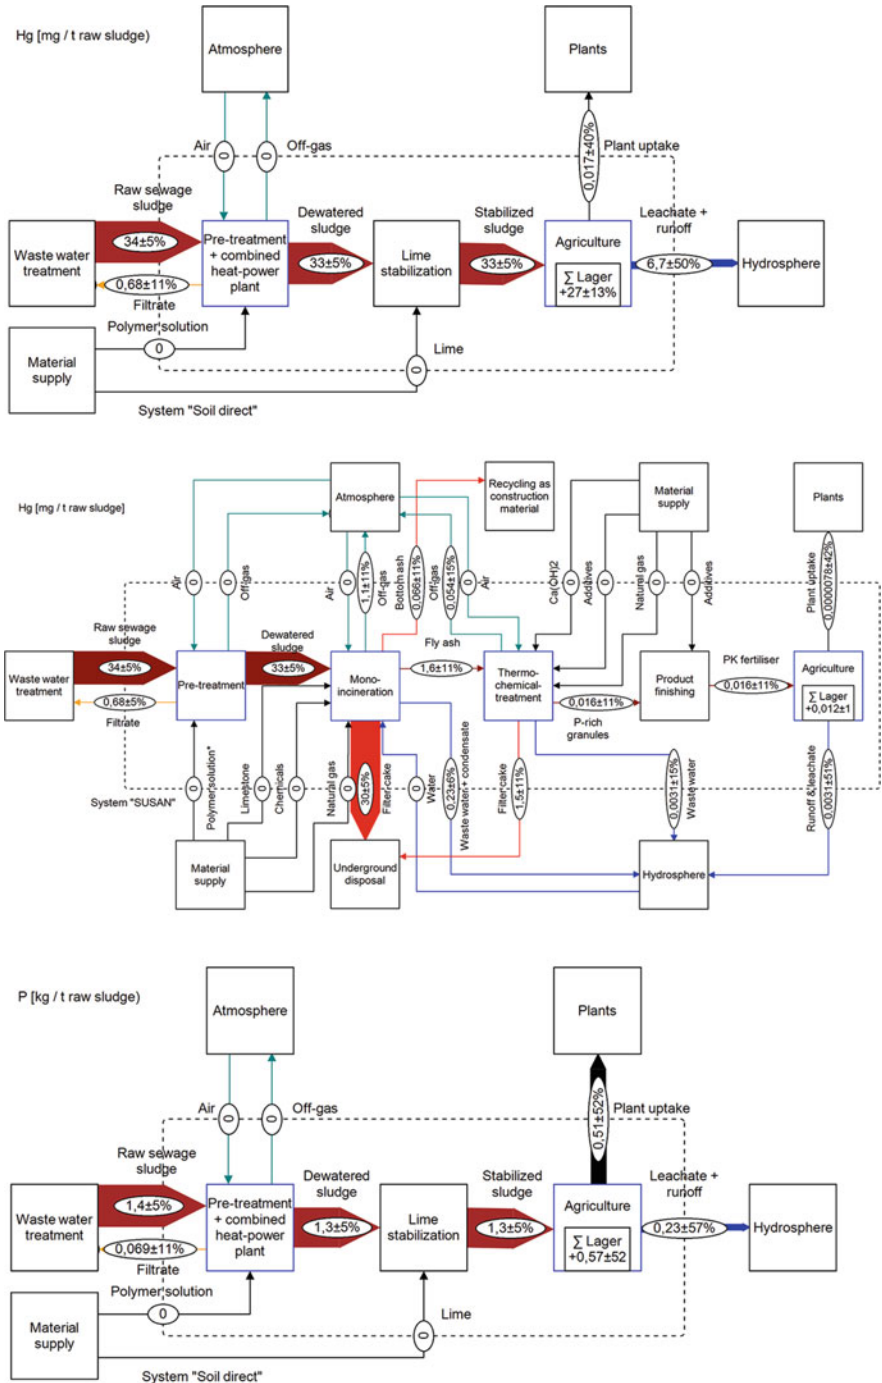 Hg [mg / t raw sludge)
Atmosphere
Plants
Air
0
0
Off-gas
0,017±40%
Plant uptake
Raw sewage
sludge
Dewatered
sludge
Stabilized
sludge
Leachate +
runoff
Waste water
treatment
34±5%
Pre-treatment
+ combined
heat-power
plant
33±5%
Lime
stabilization
33±5%
Agriculture
∑ Lager
+27±13%
6,7±50%
Hydrosphere
0,68±11%
Filtrate
Polymer solution
0
Material
supply
0
Lime
System "Soil direct"
Hg [mg / t raw sludge]
Atmosphere
Recycling as
construction
material
Material
supply
Plants
Air
0
0
Off-gas
Air
0
1,1±11%
Off-gas
Bottom ash
0,066±11%
Off-gas
0,054±15%
0
Air
Ca(OH)2
0
Additives
0
Natural gas
0
0
Additives
Plant uptake
0,0000078±42%
Raw sewage
sludge
Dewatered
sludge
Fly ash
PK fertiliser
Waste water
treatment
34±5%
Pre-treatment
33±5%
Mono-
incineration
1,6±11%
Thermo-
chemical-
treatment
0,016±11%
P-rich
granules
Product
finishing
0,016±11%
Agriculture
∑ Lager
+0,012±1
0,68±5%
Filtrate
System "SUSAN"
0
Polymer solution*
Limestone
0
Chemicals
0
Natural gas
0
30±5%
Filter-cake
0
Water
0,23±6%
Waste water + condensate
Filter-cake
1,5±11%
0,0031±15%
Waste water
Runoff & leachate
0,0031±51%
Material
supply
Underground
disposal
Hydrosphere
P [kg / t raw sludge)
Atmosphere
Plants
Air
0
0
Off-gas
0,51±52%
Plant uptake
Raw sewage
sludge
Dewatered
sludge
Stabilized
sludge
Leachate +
runoff
Waste water
treatment
1,4±5%
Pre-treatment
+ combined
heat-power
plant
1,3±5%
Lime
stabilization
1,3±5%
Agriculture
∑ Lager
+0,57±52
0,23±57%
Hydrosphere
0,069±11%
Filtrate
Polymer solution
0
Material
supply
0
Lime
System "Soil direct"